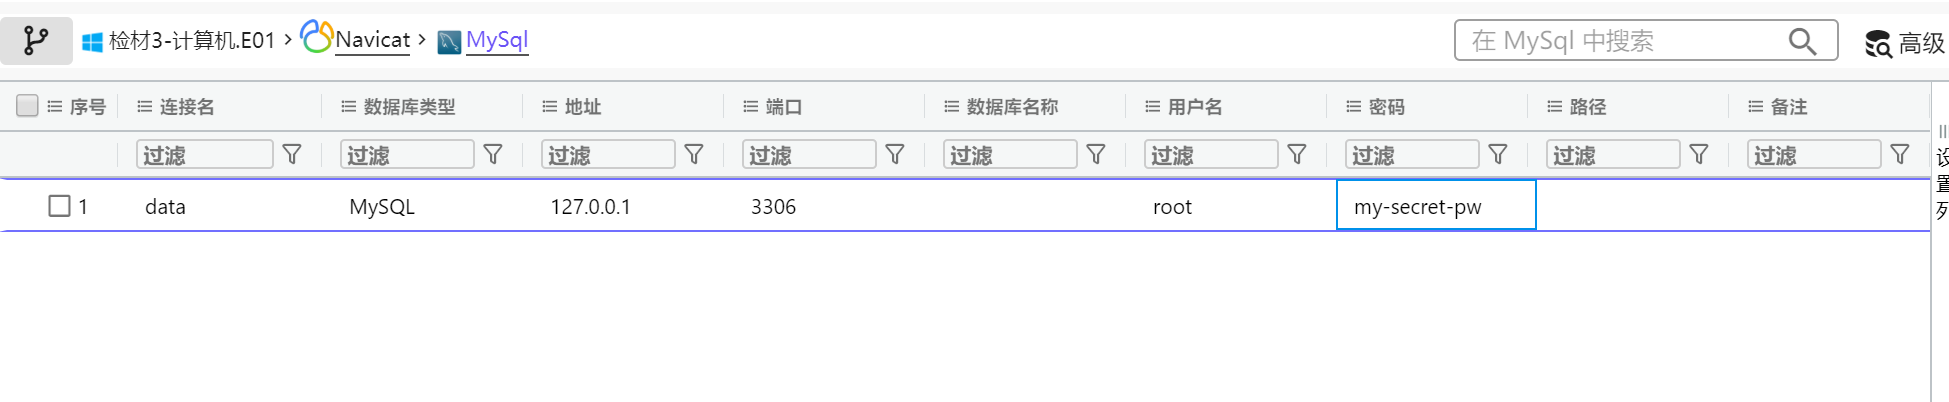 检材3-计算机.E01 > Navicat > MySql 在 MySql 中搜索 高级
序号 连接名 数据库类型 地址 端口 数据库名称 用户名 密码 路径 备注
过滤 过滤 过滤 过滤 过滤 过滤 过滤 过滤 过滤
1 data MySQL 127.0.0.1 3306 root my-secret-pw
设
置
列